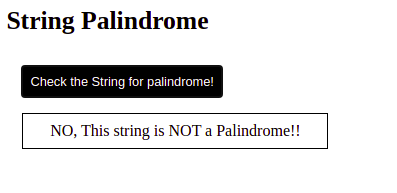 String Palindrome
Check the String for palindrome!
NO, This string is NOT a Palindrome!!